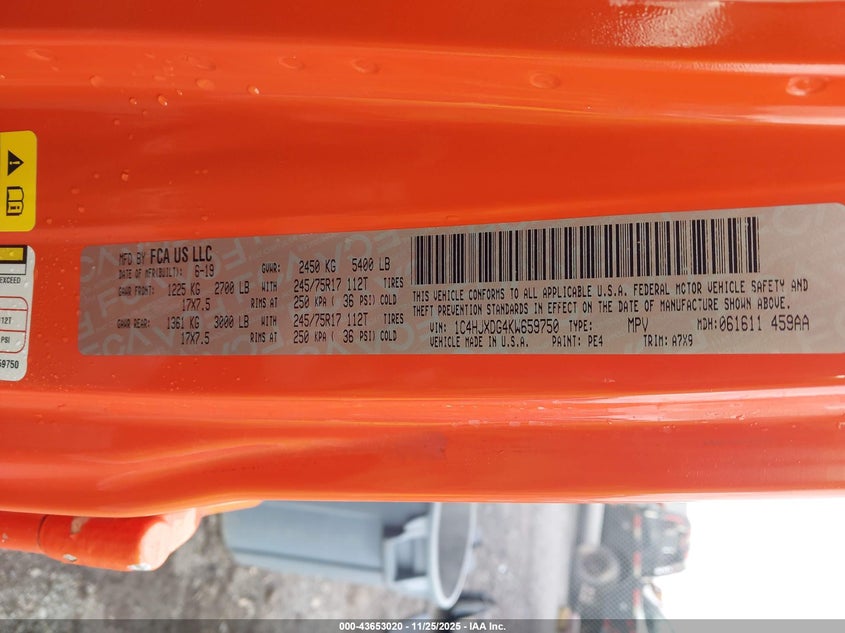 MFD BY FCA US LLC
DATE OF MFR(BUILT): 6-19 GVWR: 2450 KG 5400 LB
GAWR FRONT: 1225 KG 2700 LB WITH 245/75R17 112T TIRES
17X7.5 RIMS AT 250 KPA ( 36 PSI) COLD
GAWR REAR: 1361 KG 3000 LB WITH 245/75R17 112T TIRES
17X7.5 RIMS AT 250 KPA ( 36 PSI) COLD
THIS VEHICLE CONFORMS TO ALL APPLICABLE U.S.A. FEDERAL MOTOR VEHICLE SAFETY AND
THEFT PREVENTION STANDARDS IN EFFECT ON THE DATE OF MANUFACTURE SHOWN ABOVE.
VIN: 1C4HJXDG4KW659750 TYPE: MPV MDH: 061611 459AA
VEHICLE MADE IN U.S.A. PAINT: PE4 TRIM: A7X9
EXCEED
112T
PSI
59750
000-43653020 - 11/25/2025 - IAA Inc.